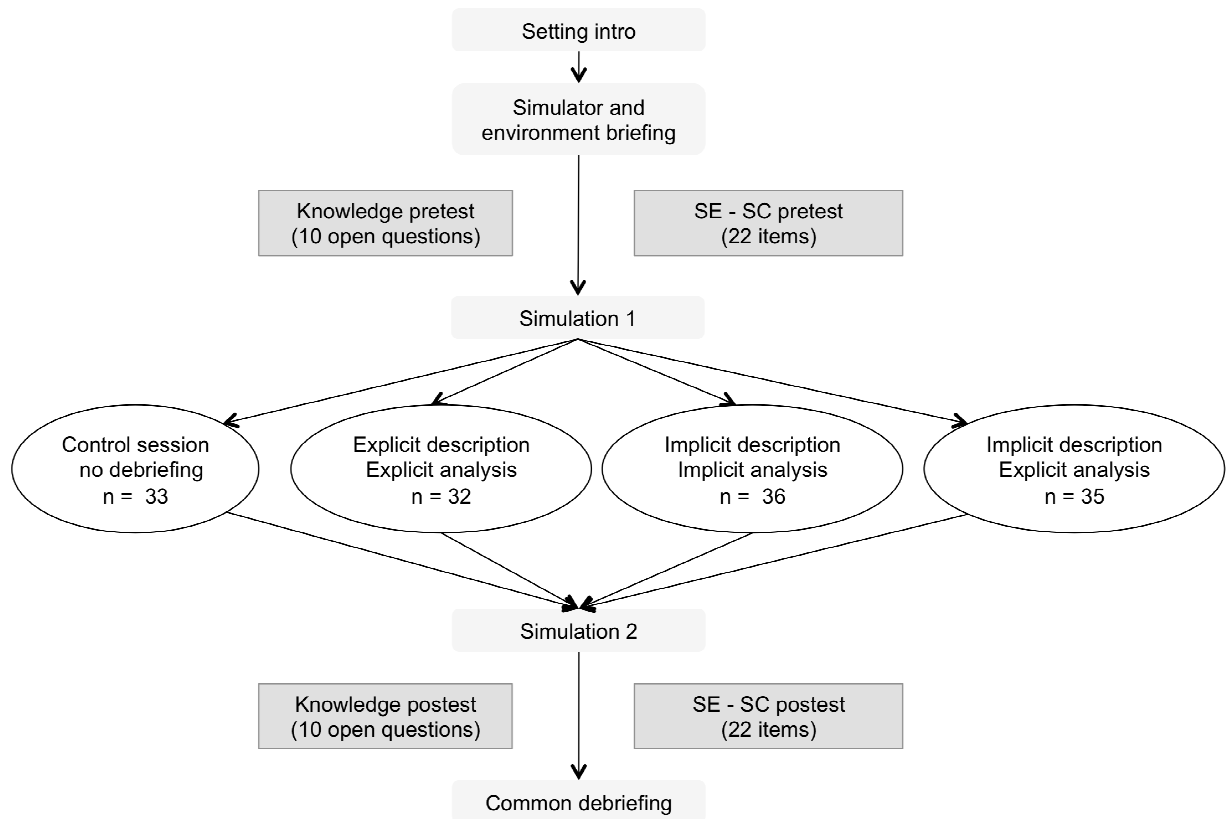 Setting intro
Simulator and
environment briefing
Knowledge pretest
(10 open questions)
SE - SC pretest
(22 items)
Simulation 1
Control session
no debriefing
n = 33
Explicit description
Explicit analysis
n = 32
Implicit description
Implicit analysis
n = 36
Implicit description
Explicit analysis
n = 35
Simulation 2
Knowledge postest
(10 open questions)
SE - SC postest
(22 items)
Common debriefing